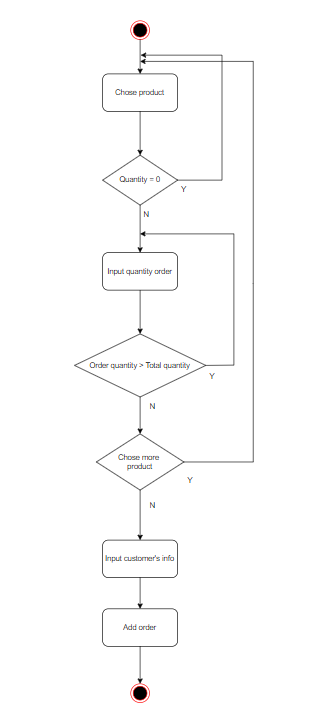 Chose product
Quantity = 0
Y
N
Input quantity order
Order quantity > Total quantity
Y
N
Chose more
product
Y
N
Input customer's info
Add order